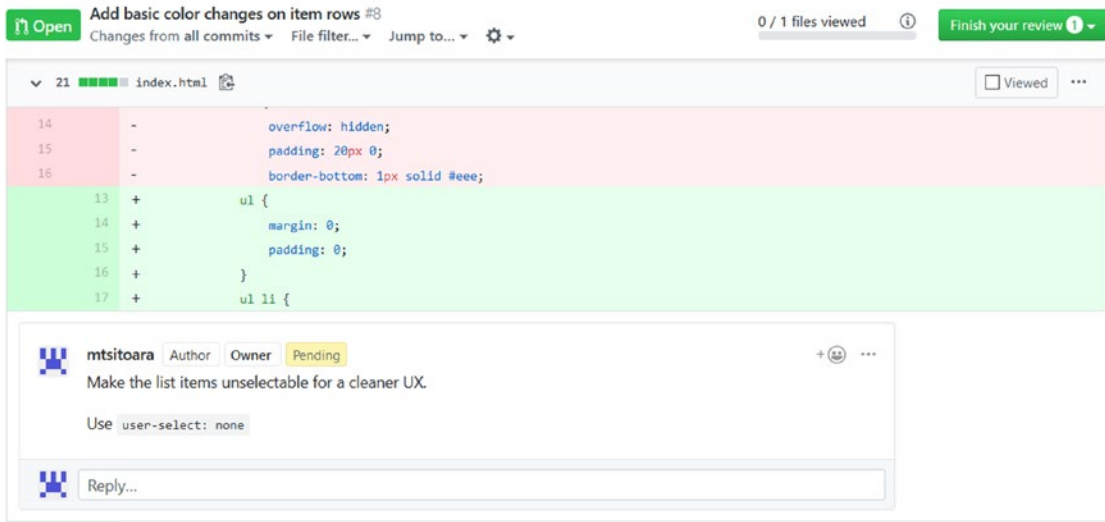 Open
Add basic color changes on item rows #8
Changes from all commits File filter... Jump to...
0 / 1 files viewed
Finish your review 1
21 index.html
Viewed
14 - overflow: hidden;
15 - padding: 20px 0;
16 - border-bottom: 1px solid #eee;
13 + ul {
14 + margin: 0;
15 + padding: 0;
16 + }
17 + ul li {
mtsitoara Author Owner Pending
Make the list items unselectable for a cleaner UX.
Use user-select: none
Reply...